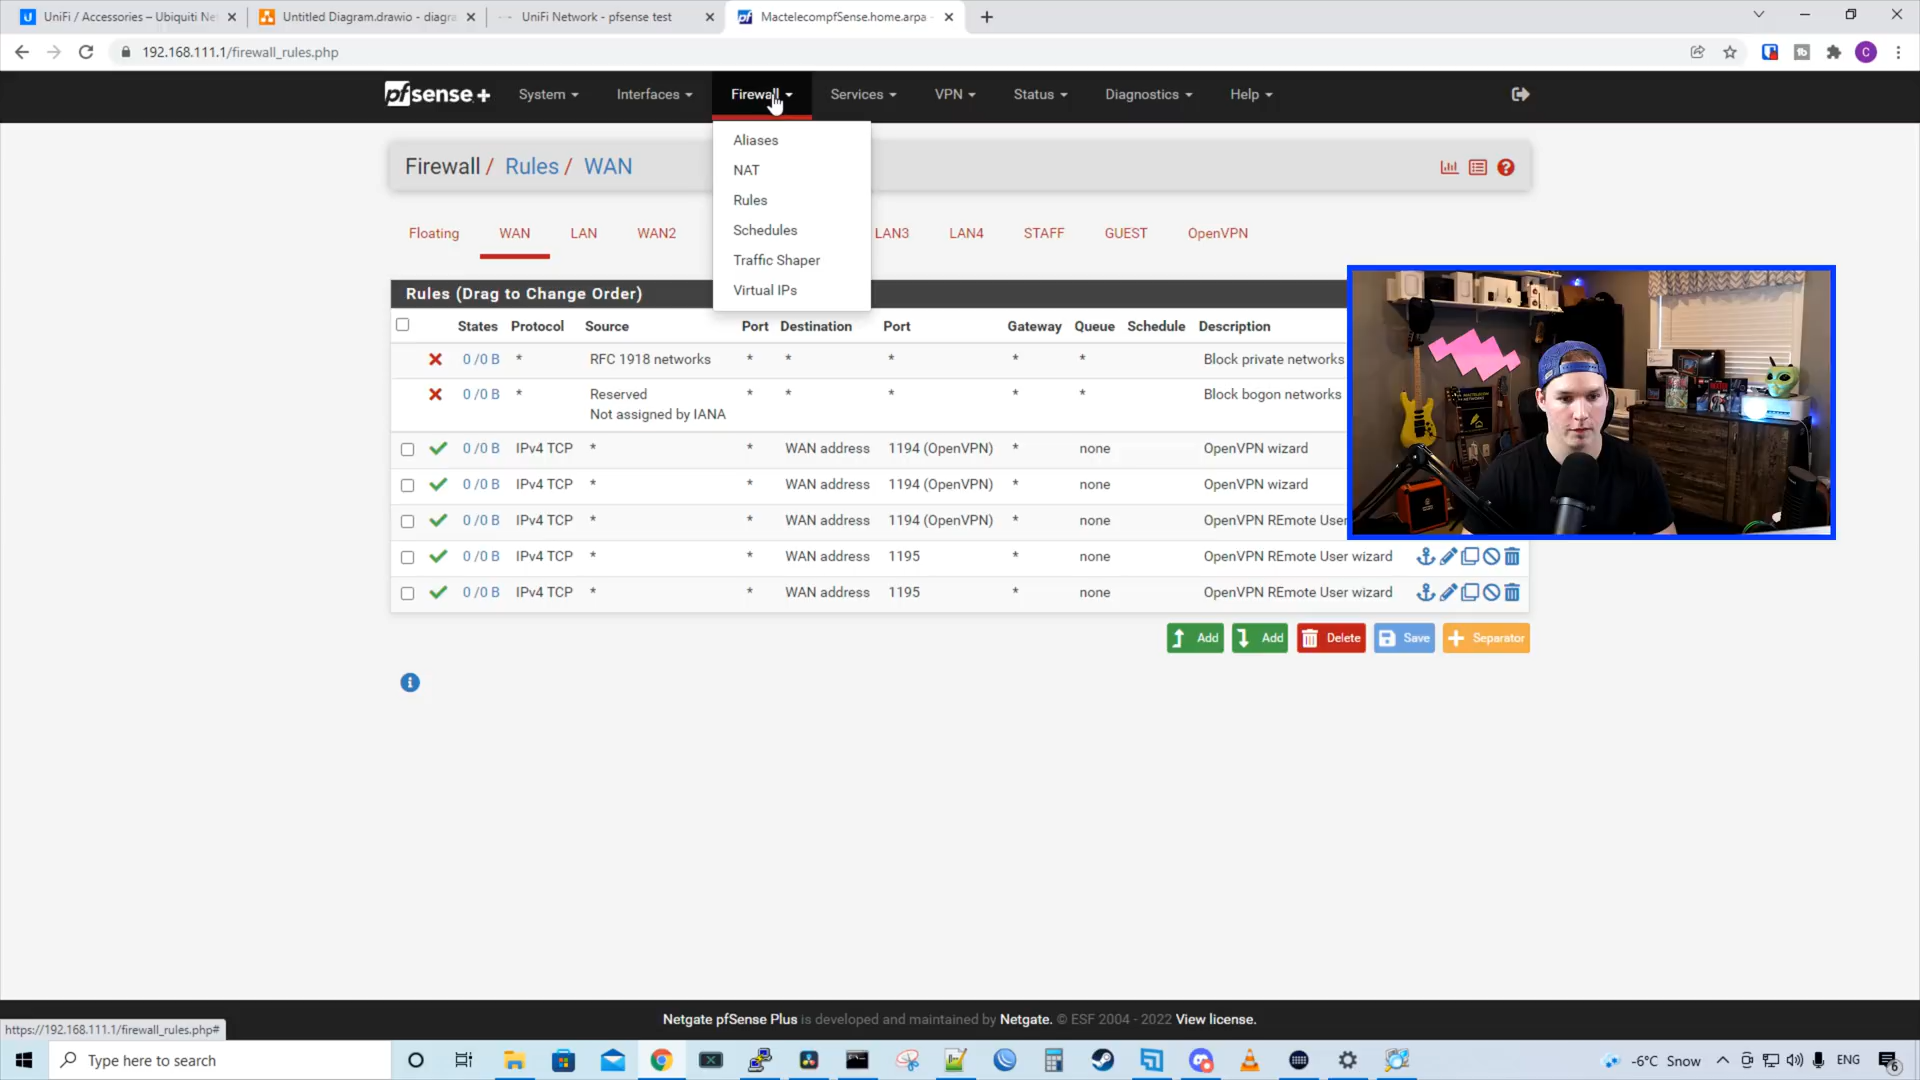 UniFi / Accessories – Ubiquiti Ne
Untitled Diagram.drawio - diagra
UniFi Network - pfsense test
MactelecompfSense.home.arpa -
192.168.111.1/firewall_rules.php
C
pfsense +
System
Interfaces
Firewall
Services
VPN
Status
Diagnostics
Help
Aliases
NAT
Rules
Schedules
Traffic Shaper
Virtual IPs
Firewall / Rules / WAN
Floating WAN LAN WAN2 LAN3 LAN4 STAFF GUEST OpenVPN
Rules (Drag to Change Order)
States Protocol Source Port Destination Port Gateway Queue Schedule Description
0 /0 B * RFC 1918 networks * * * * * Block private networks
0 /0 B * Reserved * * * * * Block bogon networks
Not assigned by IANA
0 /0 B IPv4 TCP * * WAN address 1194 (OpenVPN) * none OpenVPN wizard
0 /0 B IPv4 TCP * * WAN address 1194 (OpenVPN) * none OpenVPN wizard
0 /0 B IPv4 TCP * * WAN address 1194 (OpenVPN) * none OpenVPN REmote User
0 /0 B IPv4 TCP * * WAN address 1195 * none OpenVPN REmote User wizard
0 /0 B IPv4 TCP * * WAN address 1195 * none OpenVPN REmote User wizard
Add Add Delete Save Separator
Netgate pfSense Plus is developed and maintained by Netgate. © ESF 2004 - 2022 View license.
https://192.168.111.1/firewall_rules.php#
Type here to search
-6°C Snow
ENG
6